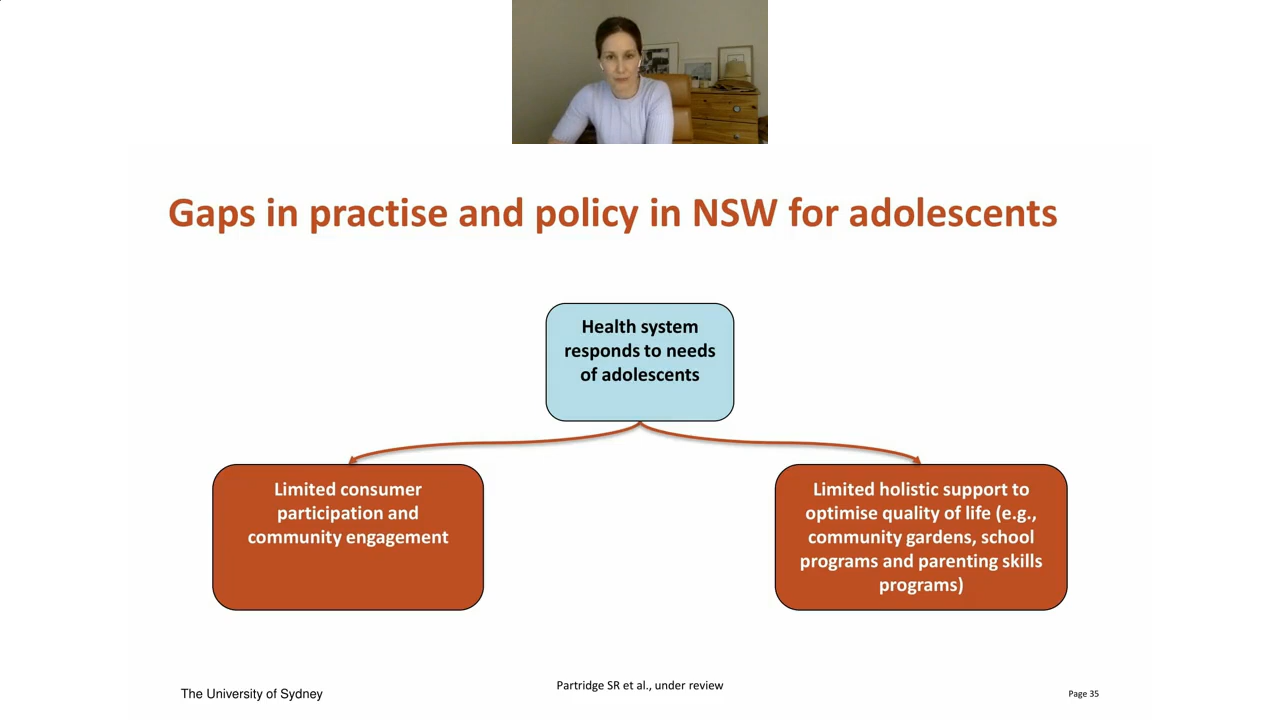 Gaps in practise and policy in NSW for adolescents
Health system
responds to needs
of adolescents
Limited consumer
participation and
community engagement
Limited holistic support to
optimise quality of life (e.g.,
community gardens, school
programs and parenting skills
programs)
The University of Sydney
Partridge SR et al., under review
Page 35